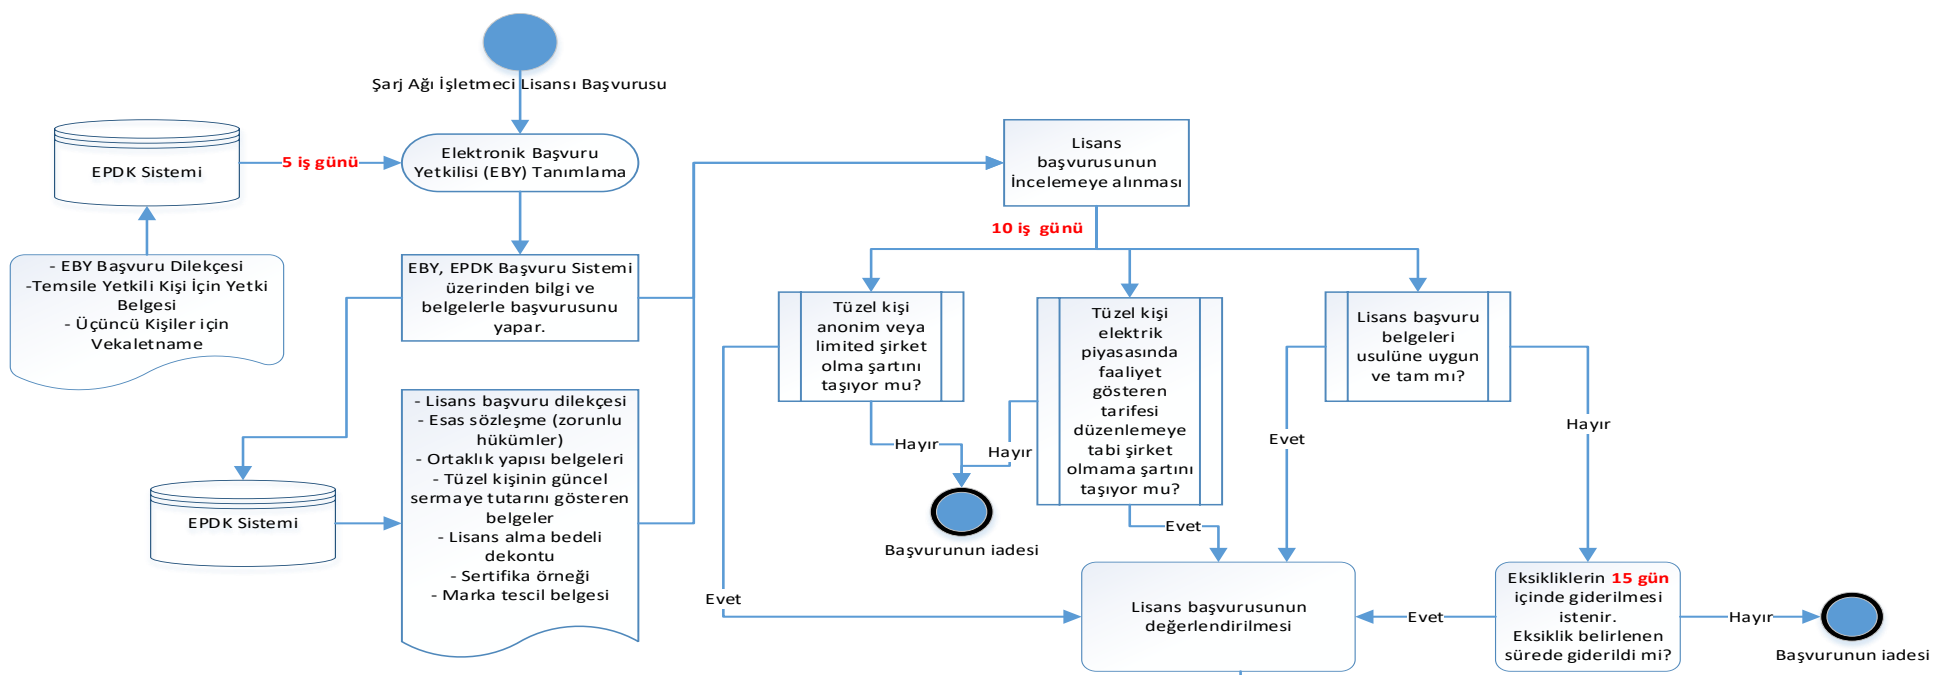 Şarj Ağı İşletmeci Lisansı Başvurusu
EPDK Sistemi
5 iş günü
Elektronik Başvuru
Yetkilisi (EBY) Tanımlama
- EBY Başvuru Dilekçesi
-Temsile Yetkili Kişi İçin Yetki
Belgesi
- Üçüncü Kişiler için
Vekaletname
EBY, EPDK Başvuru Sistemi
üzerinden bilgi ve
belgelerle başvurusunu
yapar.
EPDK Sistemi
- Lisans başvuru dilekçesi
- Esas sözleşme (zorunlu
hükümler)
- Ortaklık yapısı belgeleri
- Tüzel kişinin güncel
sermaye tutarını gösteren
belgeler
- Lisans alma bedeli
dekontu
- Sertifika örneği
- Marka tescil belgesi
Lisans
başvurusunun
İncelemeye alınması
10 iş günü
Tüzel kişi
anonim veya
limited şirket
olma şartını
taşıyor mu?
Tüzel kişi
elektrik
piyasasında
faaliyet
gösteren
tarifesi
düzenlemeye
tabi şirket
olmama şartını
taşıyor mu?
Lisans başvuru
belgeleri
usulüne uygun
ve tam mı?
Hayır
Hayır
Evet
Hayır
Başvurunun iadesi
Evet
Evet
Lisans başvurusunun
değerlendirilmesi
Evet
Eksikliklerin 15 gün
içinde giderilmesi
istenir.
Eksiklik belirlenen
sürede giderildi mi?
Hayır
Başvurunun iadesi